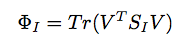 Φ_I = Tr(V^T S_I V)